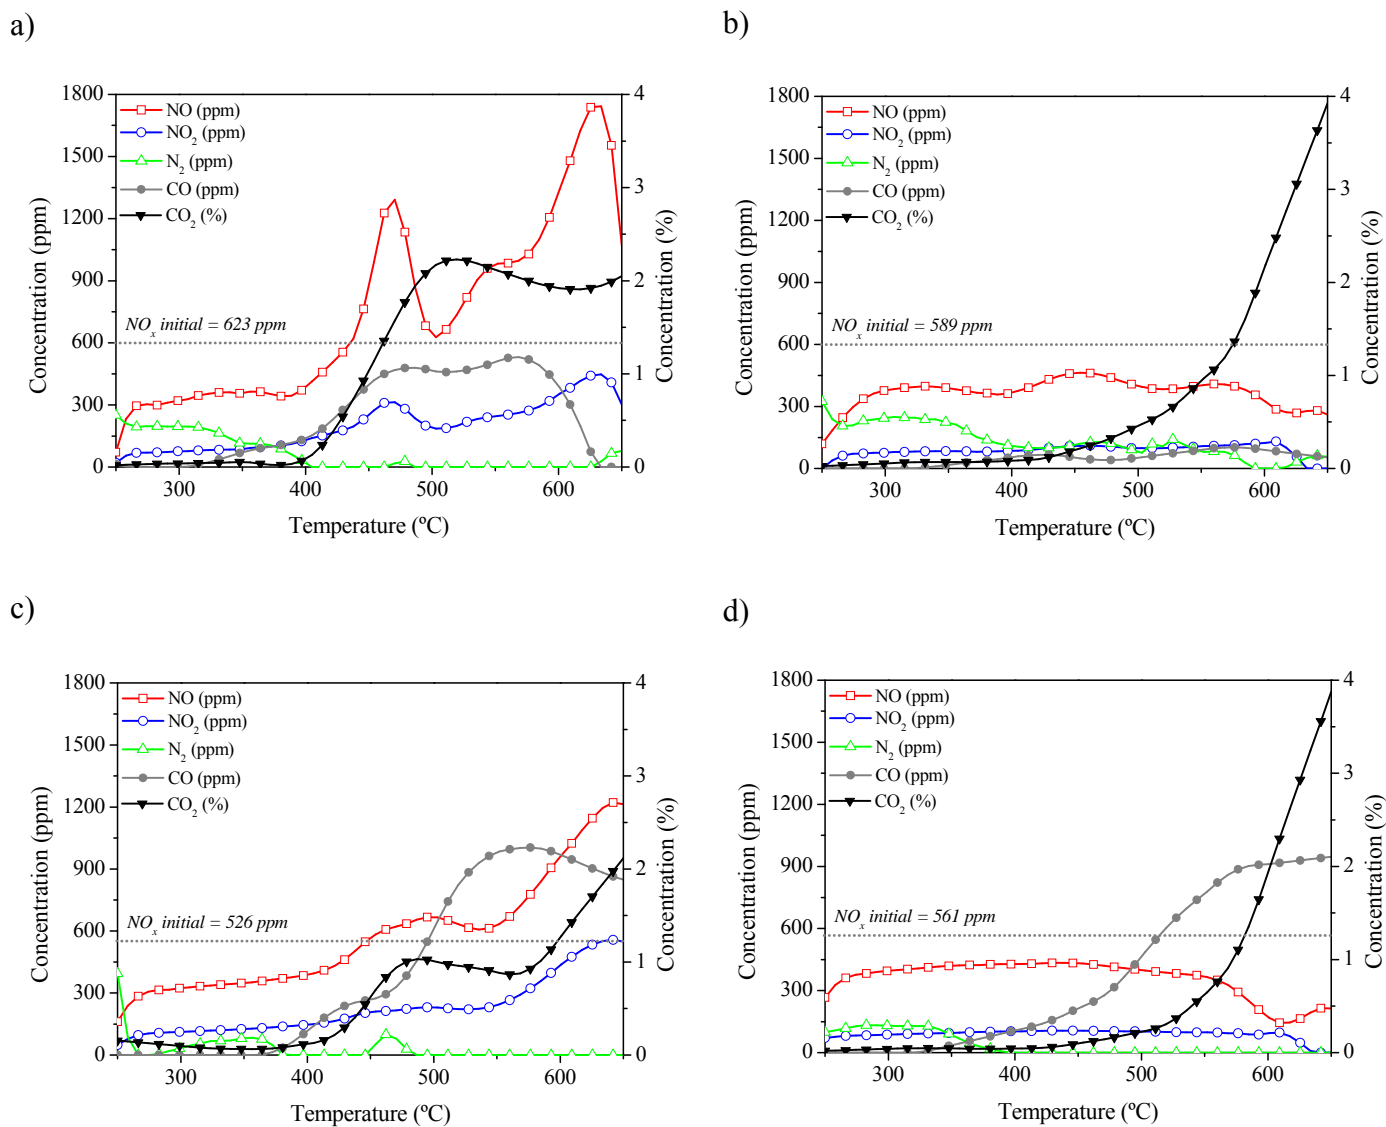 a)
1800
1500
1200
900
600
300
0
4
3
2
1
0
NO (ppm)
NO2 (ppm)
N2 (ppm)
CO (ppm)
CO2 (%)
NOx initial = 623 ppm
Concentration (ppm)
Concentration (%)
300 400 500 600
Temperature (ºC)
b)
1800
1500
1200
900
600
300
0
4
3
2
1
0
NO (ppm)
NO2 (ppm)
N2 (ppm)
CO (ppm)
CO2 (%)
NOx initial = 589 ppm
Concentration (ppm)
Concentration (%)
300 400 500 600
Temperature (ºC)
c)
1800
1500
1200
900
600
300
0
4
3
2
1
0
NO (ppm)
NO2 (ppm)
N2 (ppm)
CO (ppm)
CO2 (%)
NOx initial = 526 ppm
Concentration (ppm)
Concentration (%)
300 400 500 600
Temperature (ºC)
d)
1800
1500
1200
900
600
300
0
4
3
2
1
0
NO (ppm)
NO2 (ppm)
N2 (ppm)
CO (ppm)
CO2 (%)
NOx initial = 561 ppm
Concentration (ppm)
Concentration (%)
300 400 500 600
Temperature (ºC)